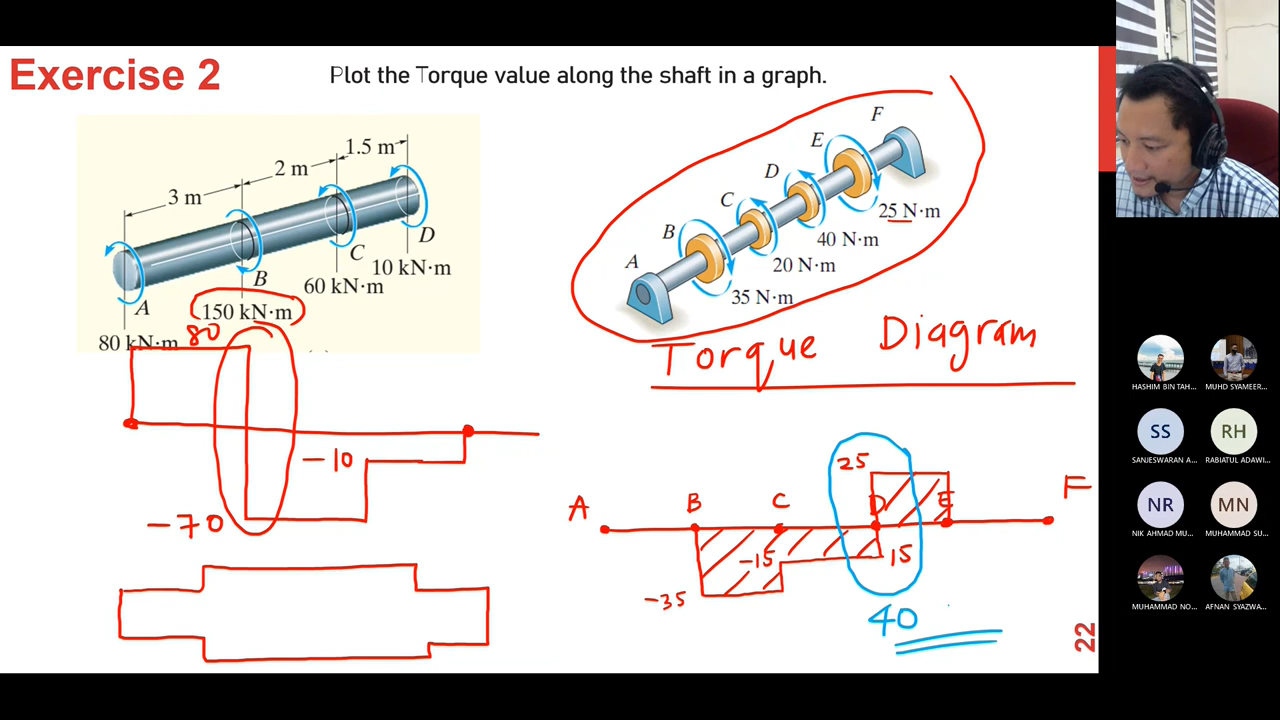 Exercise 2
Plot the Torque value along the shaft in a graph.
1.5 m
2 m
3 m
A
B
C
D
80 kN·m
150 kN·m
60 kN·m
10 kN·m
A
B
C
D
E
F
35 N·m
20 N·m
40 N·m
25 N·m
Torque Diagram
80
-10
-70
A
B
C
D
E
F
25
-15
15
-35
40
22
HASHIM BIN TAH...
MUHD SYAMEER...
SS
RH
SANJESWARAN A...
RABIATUL ADAWI...
NR
MN
NIK AHMAD MU...
MUHAMMAD SU...
MUHAMMAD NO...
AFNAN SYAZWA...